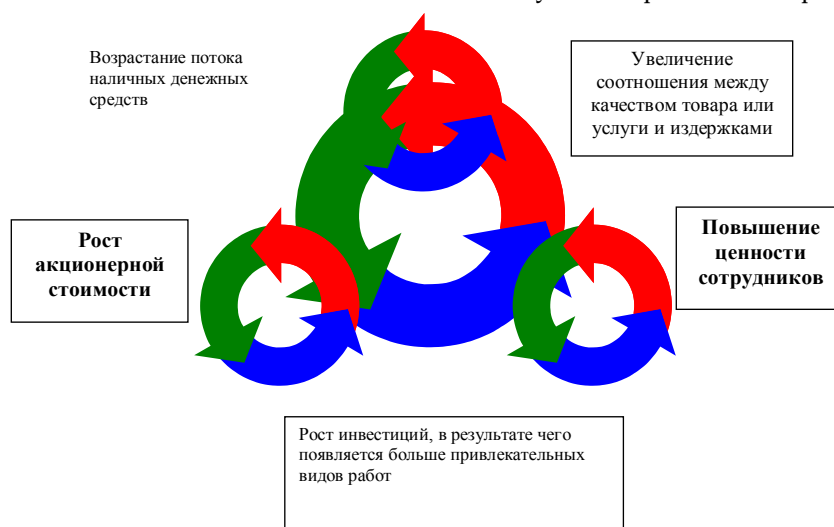 Возрастание потока
наличных денежных
средств
Увеличение
соотношения между
качеством товара или
услуги и издержками
Рост
акционерной
стоимости
Повышение
ценности
сотрудников
Рост инвестиций, в результате чего
появляется больше привлекательных
видов работ